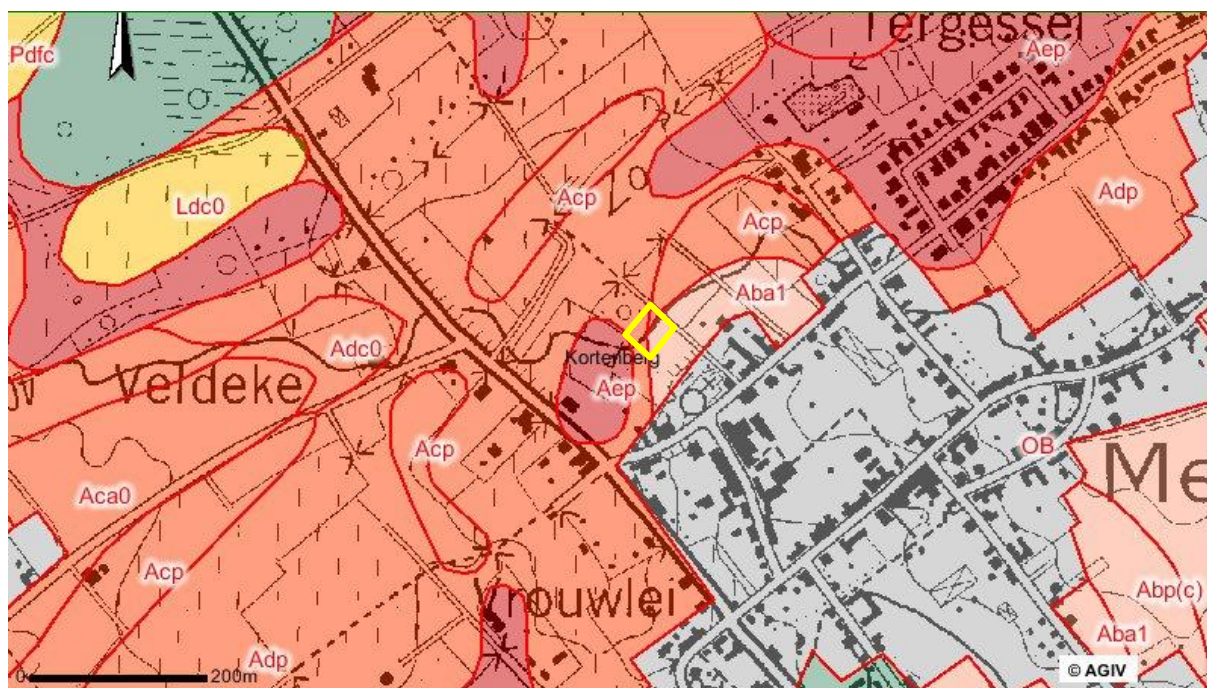 Tergessel
Pdfc
Aep
Ldc0
Acp
Acp
Adp
Aba1
Adc0
Kortenberg
Veldeke
Aep
Acp
OB
Me
Aca0
Acp
Vrouwlei
Abp(c)
Aba1
Adp
0
200m
© AGIV